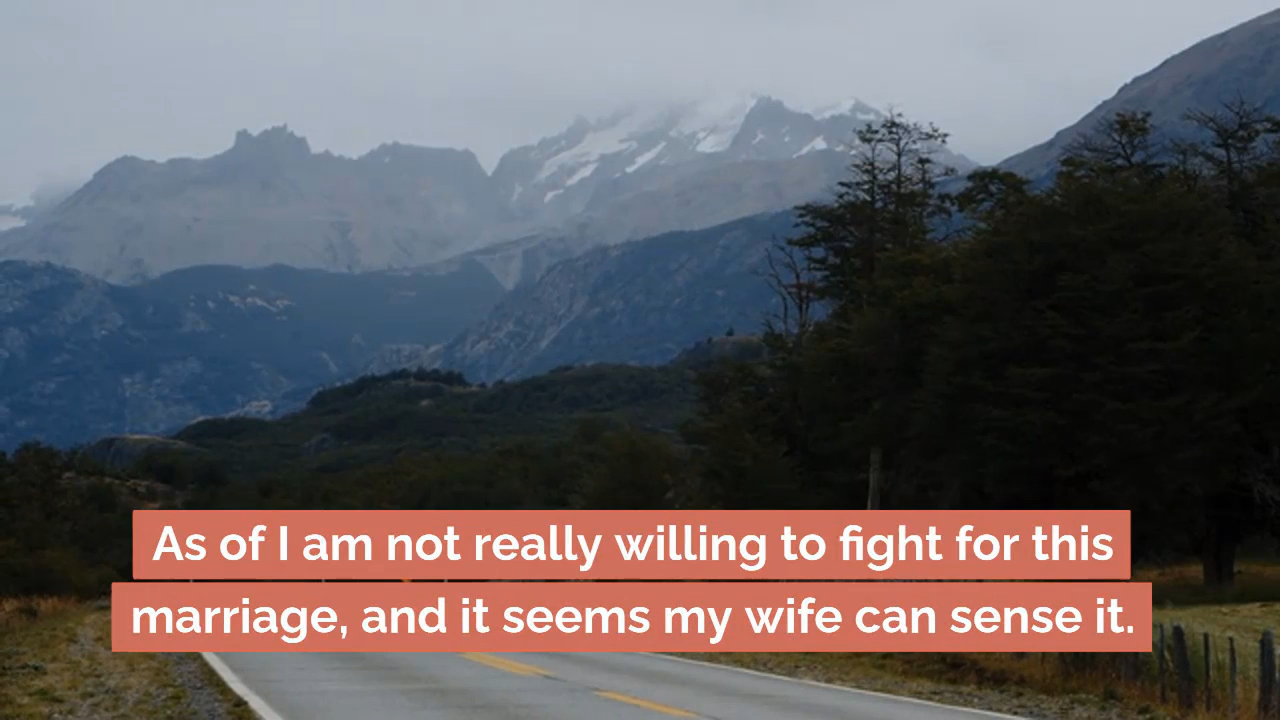 As of I am not really willing to fight for this
marriage, and it seems my wife can sense it.